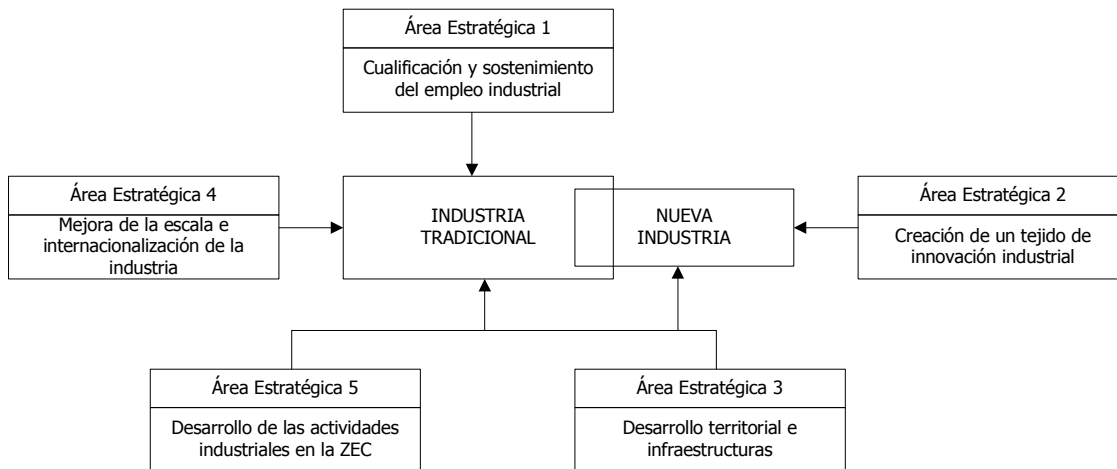 Área Estratégica 1
Cualificación y sostenimiento
del empleo industrial
Área Estratégica 4
Mejora de la escala e
internacionalización de la
industria
INDUSTRIA
TRADICIONAL
NUEVA
INDUSTRIA
Área Estratégica 2
Creación de un tejido de
innovación industrial
Área Estratégica 5
Desarrollo de las actividades
industriales en la ZEC
Área Estratégica 3
Desarrollo territorial e
infraestructuras